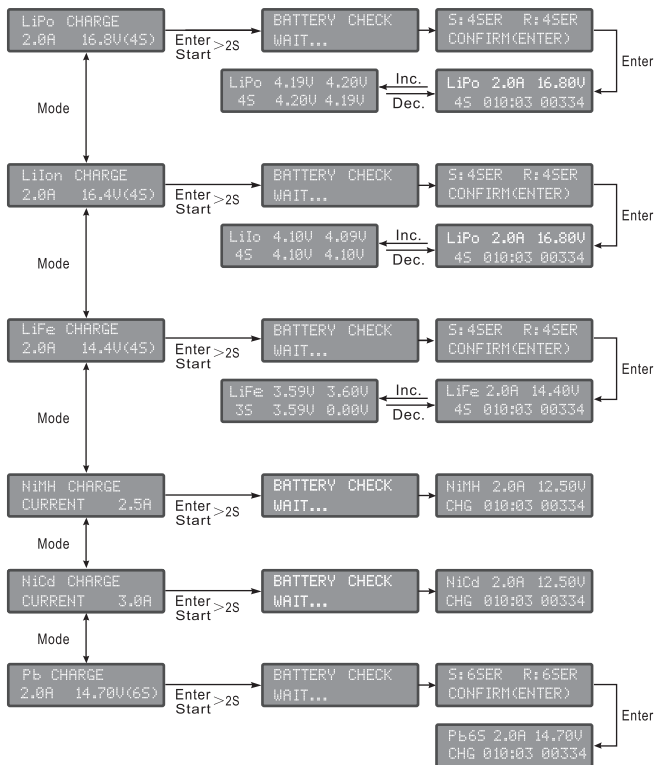 LiPo CHARGE
2.0A 16.8V(4S)
Enter
Start >2S
BATTERY CHECK
WAIT...
S:4SER R:4SER
CONFIRM(ENTER)
Enter
LiPo 4.19V 4.20V
4S 4.20V 4.19V
Inc.
Dec.
LiPo 2.0A 16.80V
4S 010:03 00334
Mode
LiIon CHARGE
2.0A 16.4V(4S)
Enter
Start >2S
BATTERY CHECK
WAIT...
S:4SER R:4SER
CONFIRM(ENTER)
Enter
LiIo 4.10V 4.09V
4S 4.10V 4.10V
Inc.
Dec.
LiPo 2.0A 16.80V
4S 010:03 00334
Mode
LiFe CHARGE
2.0A 14.4V(4S)
Enter
Start >2S
BATTERY CHECK
WAIT...
S:4SER R:4SER
CONFIRM(ENTER)
Enter
LiFe 3.59V 3.60V
3S 3.59V 0.00V
Inc.
Dec.
LiFe 2.0A 14.40V
4S 010:03 00334
Mode
NiMH CHARGE
CURRENT 2.5A
Enter
Start >2S
BATTERY CHECK
WAIT...
NiMH 2.0A 12.50V
CHG 010:03 00334
Mode
NiCd CHARGE
CURRENT 3.0A
Enter
Start >2S
BATTERY CHECK
WAIT...
NiCd 2.0A 12.50V
CHG 010:03 00334
Mode
Pb CHARGE
2.0A 14.70V(6S)
Enter
Start >2S
BATTERY CHECK
WAIT...
S:6SER R:6SER
CONFIRM(ENTER)
Enter
Pb6S 2.0A 14.70V
CHG 010:03 00334